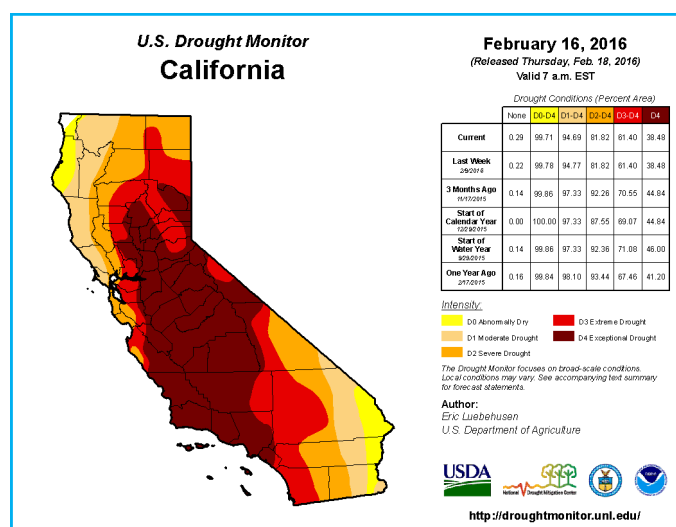 U.S. Drought Monitor
California
February 16, 2016
(Released Thursday, Feb. 18, 2016)
Valid 7 a.m. EST
Drought Conditions (Percent Area)
None D0-D4 D1-D4 D2-D4 D3-D4 D4
Current 0.29 99.71 94.69 81.82 61.40 38.48
Last Week 0.22 99.78 94.77 81.82 61.40 38.48
2/9/2016
3 Months Ago 0.14 99.86 97.33 92.26 70.55 44.84
11/17/2015
Start of
Calendar Year 0.00 100.00 97.33 87.55 69.07 44.84
12/29/2015
Start of
Water Year 0.14 99.86 97.33 92.36 71.08 46.00
9/29/2015
One Year Ago 0.16 99.84 98.10 93.44 67.46 41.20
2/17/2015
Intensity:
D0 Abnormally Dry D3 Extreme Drought
D1 Moderate Drought D4 Exceptional Drought
D2 Severe Drought
The Drought Monitor focuses on broad-scale conditions.
Local conditions may vary. See accompanying text summary
for forecast statements.
Author:
Eric Luebehusen
U.S. Department of Agriculture
USDA
National Drought Mitigation Center
NOAA
http://droughtmonitor.unl.edu/